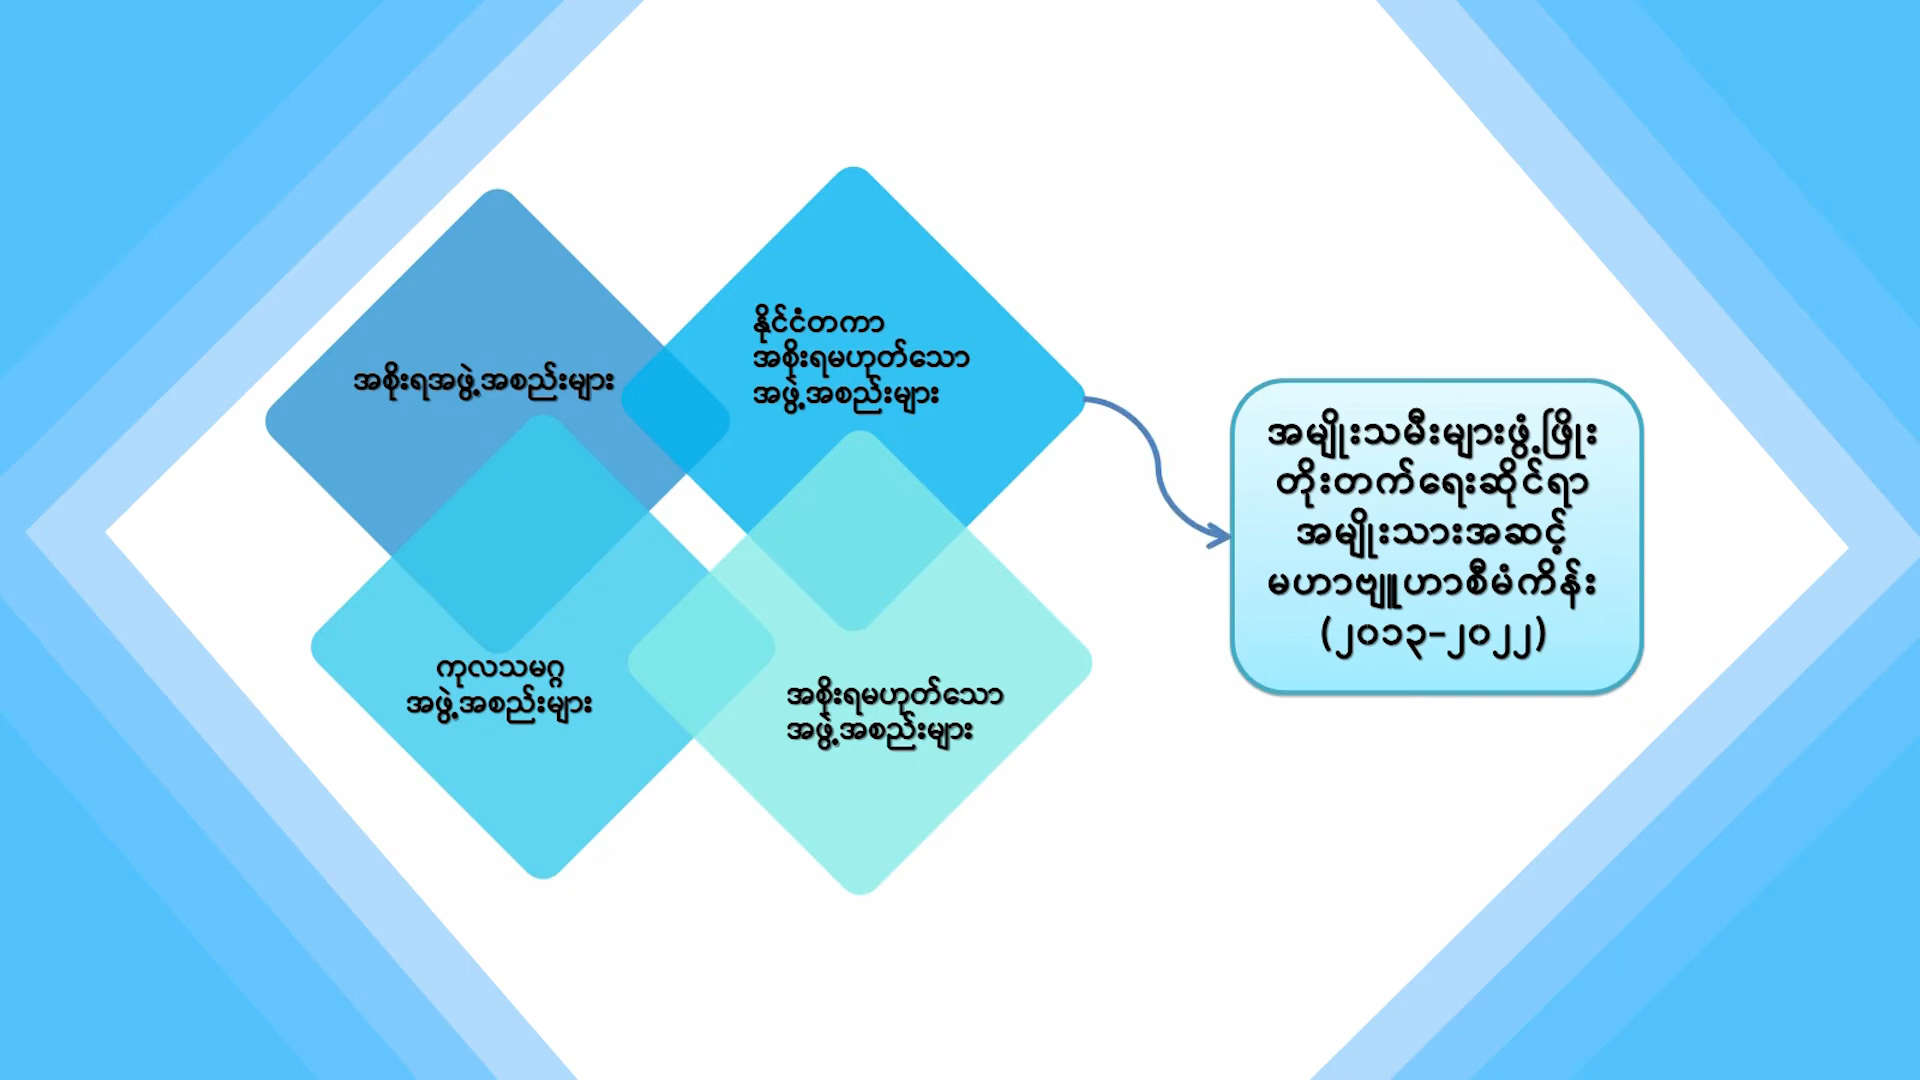 အစိုးရအဖွဲ့အစည်းများ
နိုင်ငံတကာ
အစိုးရမဟုတ်သော
အဖွဲ့အစည်းများ
ကုလသမဂ္ဂ
အဖွဲ့အစည်းများ
အစိုးရမဟုတ်သော
အဖွဲ့အစည်းများ
အမျိုးသမီးများဖွံ့ဖြိုး
တိုးတက်ရေးဆိုင်ရာ
အမျိုးသားအဆင့်
မဟာဗျူဟာစီမံကိန်း
(၂၀၁၃-၂၀၂၂)